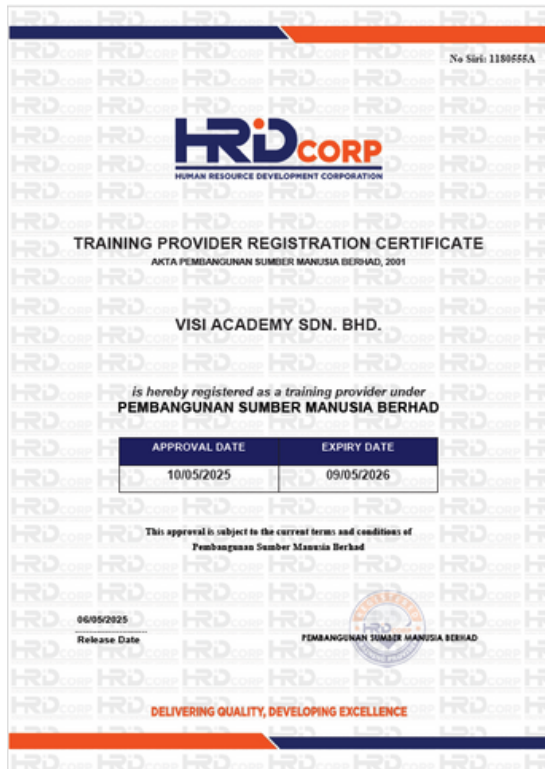 No Siri: 1180555A
HRD CORP
HUMAN RESOURCE DEVELOPMENT CORPORATION
TRAINING PROVIDER REGISTRATION CERTIFICATE
AKTA PEMBANGUNAN SUMBER MANUSIA BERHAD, 2001
VISI ACADEMY SDN. BHD.
is hereby registered as a training provider under
PEMBANGUNAN SUMBER MANUSIA BERHAD
APPROVAL DATE EXPIRY DATE
10/05/2025 09/05/2026
This approval is subject to the current terms and conditions of
Pembangunan Sumber Manusia Berhad
06/05/2025
Release Date
PEMBANGUNAN SUMBER MANUSIA BERHAD
DELIVERING QUALITY, DEVELOPING EXCELLENCE